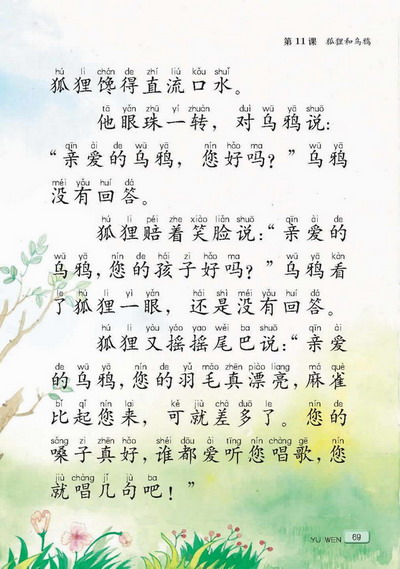 第11课 狐狸和乌鸦
hú li chán de zhí liú kǒu shuǐ
狐狸馋得直流口水。
tā yǎn zhū yí zhuàn duì wū yā shuō
他眼珠一转，对乌鸦说：
qīn ài de wū yā nín hǎo ma wū yā
“亲爱的乌鸦，您好吗？”乌鸦
méi yǒu huí dá
没有回答。
hú li péi zhe xiào liǎn shuō qīn ài de
狐狸赔着笑脸说：“亲爱的
wū yā nín de hái zi hǎo ma wū yā kàn
乌鸦，您的孩子好吗？”乌鸦看
le hú li yì yǎn hái shì méi yǒu huí dá
了狐狸一眼，还是没有回答。
hú li yòu yáo yao wěi ba shuō qīn ài
狐狸又摇摇尾巴说：“亲爱
de wū yā nín de yǔ máo zhēn piào liang má què
的乌鸦，您的羽毛真漂亮，麻雀
bǐ qǐ nín lái kě jiù chà duō le nín de
比起您来，可就差多了。您的
sǎng zi zhēn hǎo shéi dōu ài tīng nín chàng gē nín
嗓子真好，谁都爱听您唱歌，您
jiù chàng jǐ jù ba
就唱几句吧！”
YU WEN 69